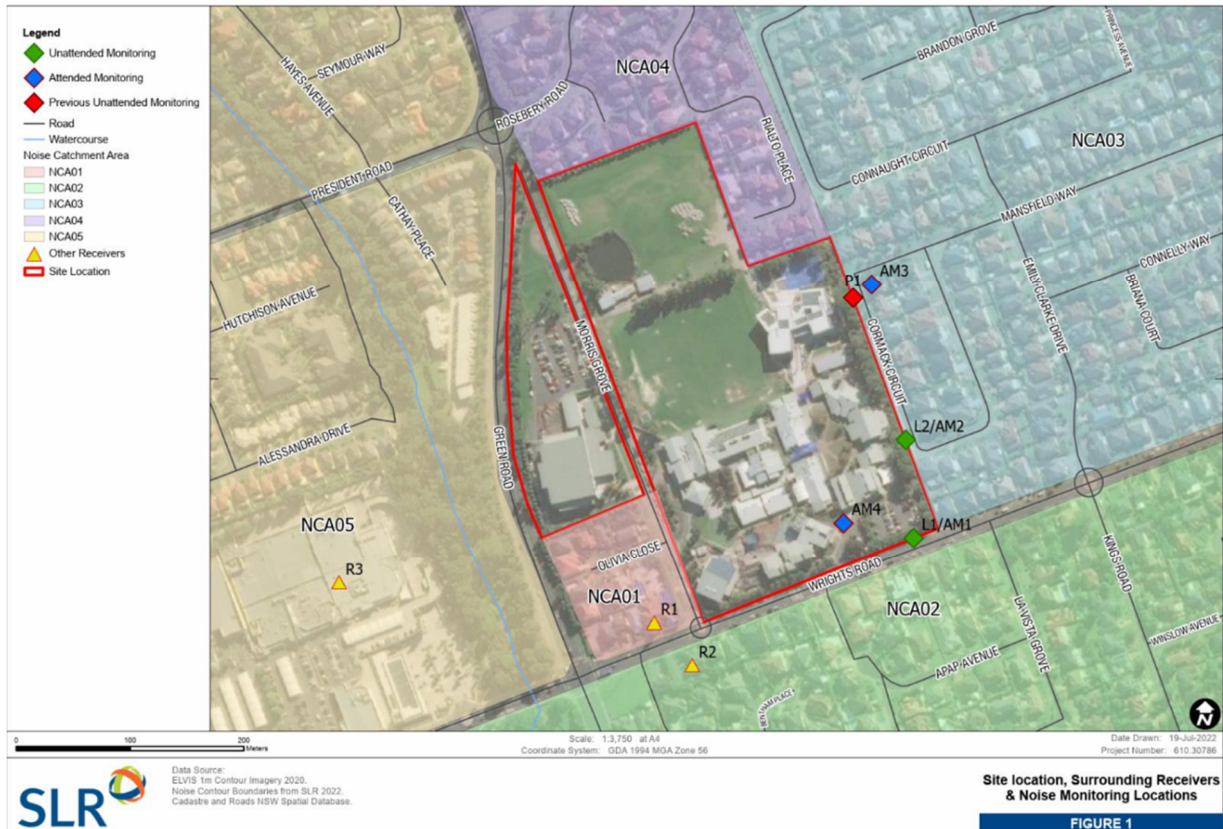 Legend
Unattended Monitoring
Attended Monitoring
Previous Unattended Monitoring
Road
Watercourse
Noise Catchment Area
NCA01
NCA02
NCA03
NCA04
NCA05
Other Receivers
Site Location
SEYMOUR WAY
HAYES AVENUE
PRESIDENT ROAD
CATHAY PLACE
ROSEBERY ROAD
HUTCHISON AVENUE
ALESSANDRA DRIVE
GREEN ROAD
MORRIS GROVE
NCA04
RIALTO PLACE
BRANDON GROVE
PRINCESS AVENUE
NCA03
CONNAUGHT CIRCUIT
MANSFIELD WAY
CONNELLY WAY
BRIANA COURT
EMILY CLARKE DRIVE
P1
AM3
CORMACK CIRCUIT
L2/AM2
AM4
L1/AM1
WRIGHTS ROAD
KINGS ROAD
NCA05
R3
OLIVIA CLOSE
NCA01
R1
R2
NCA02
LA VISTA GROVE
APAP AVENUE
WINSLOW AVENUE
PLACE
N
0 100 200
Meters
Scale: 1:3,750 at A4
Coordinate System: GDA 1994 MGA Zone 56
Date Drawn: 19-Jul-2022
Project Number: 610.30786
SLR
Data Source:
ELVIS 1m Contour Imagery 2020.
Noise Contour Boundaries from SLR 2022.
Cadastre and Roads NSW Spatial Database.
Site location, Surrounding Receivers
& Noise Monitoring Locations
FIGURE 1